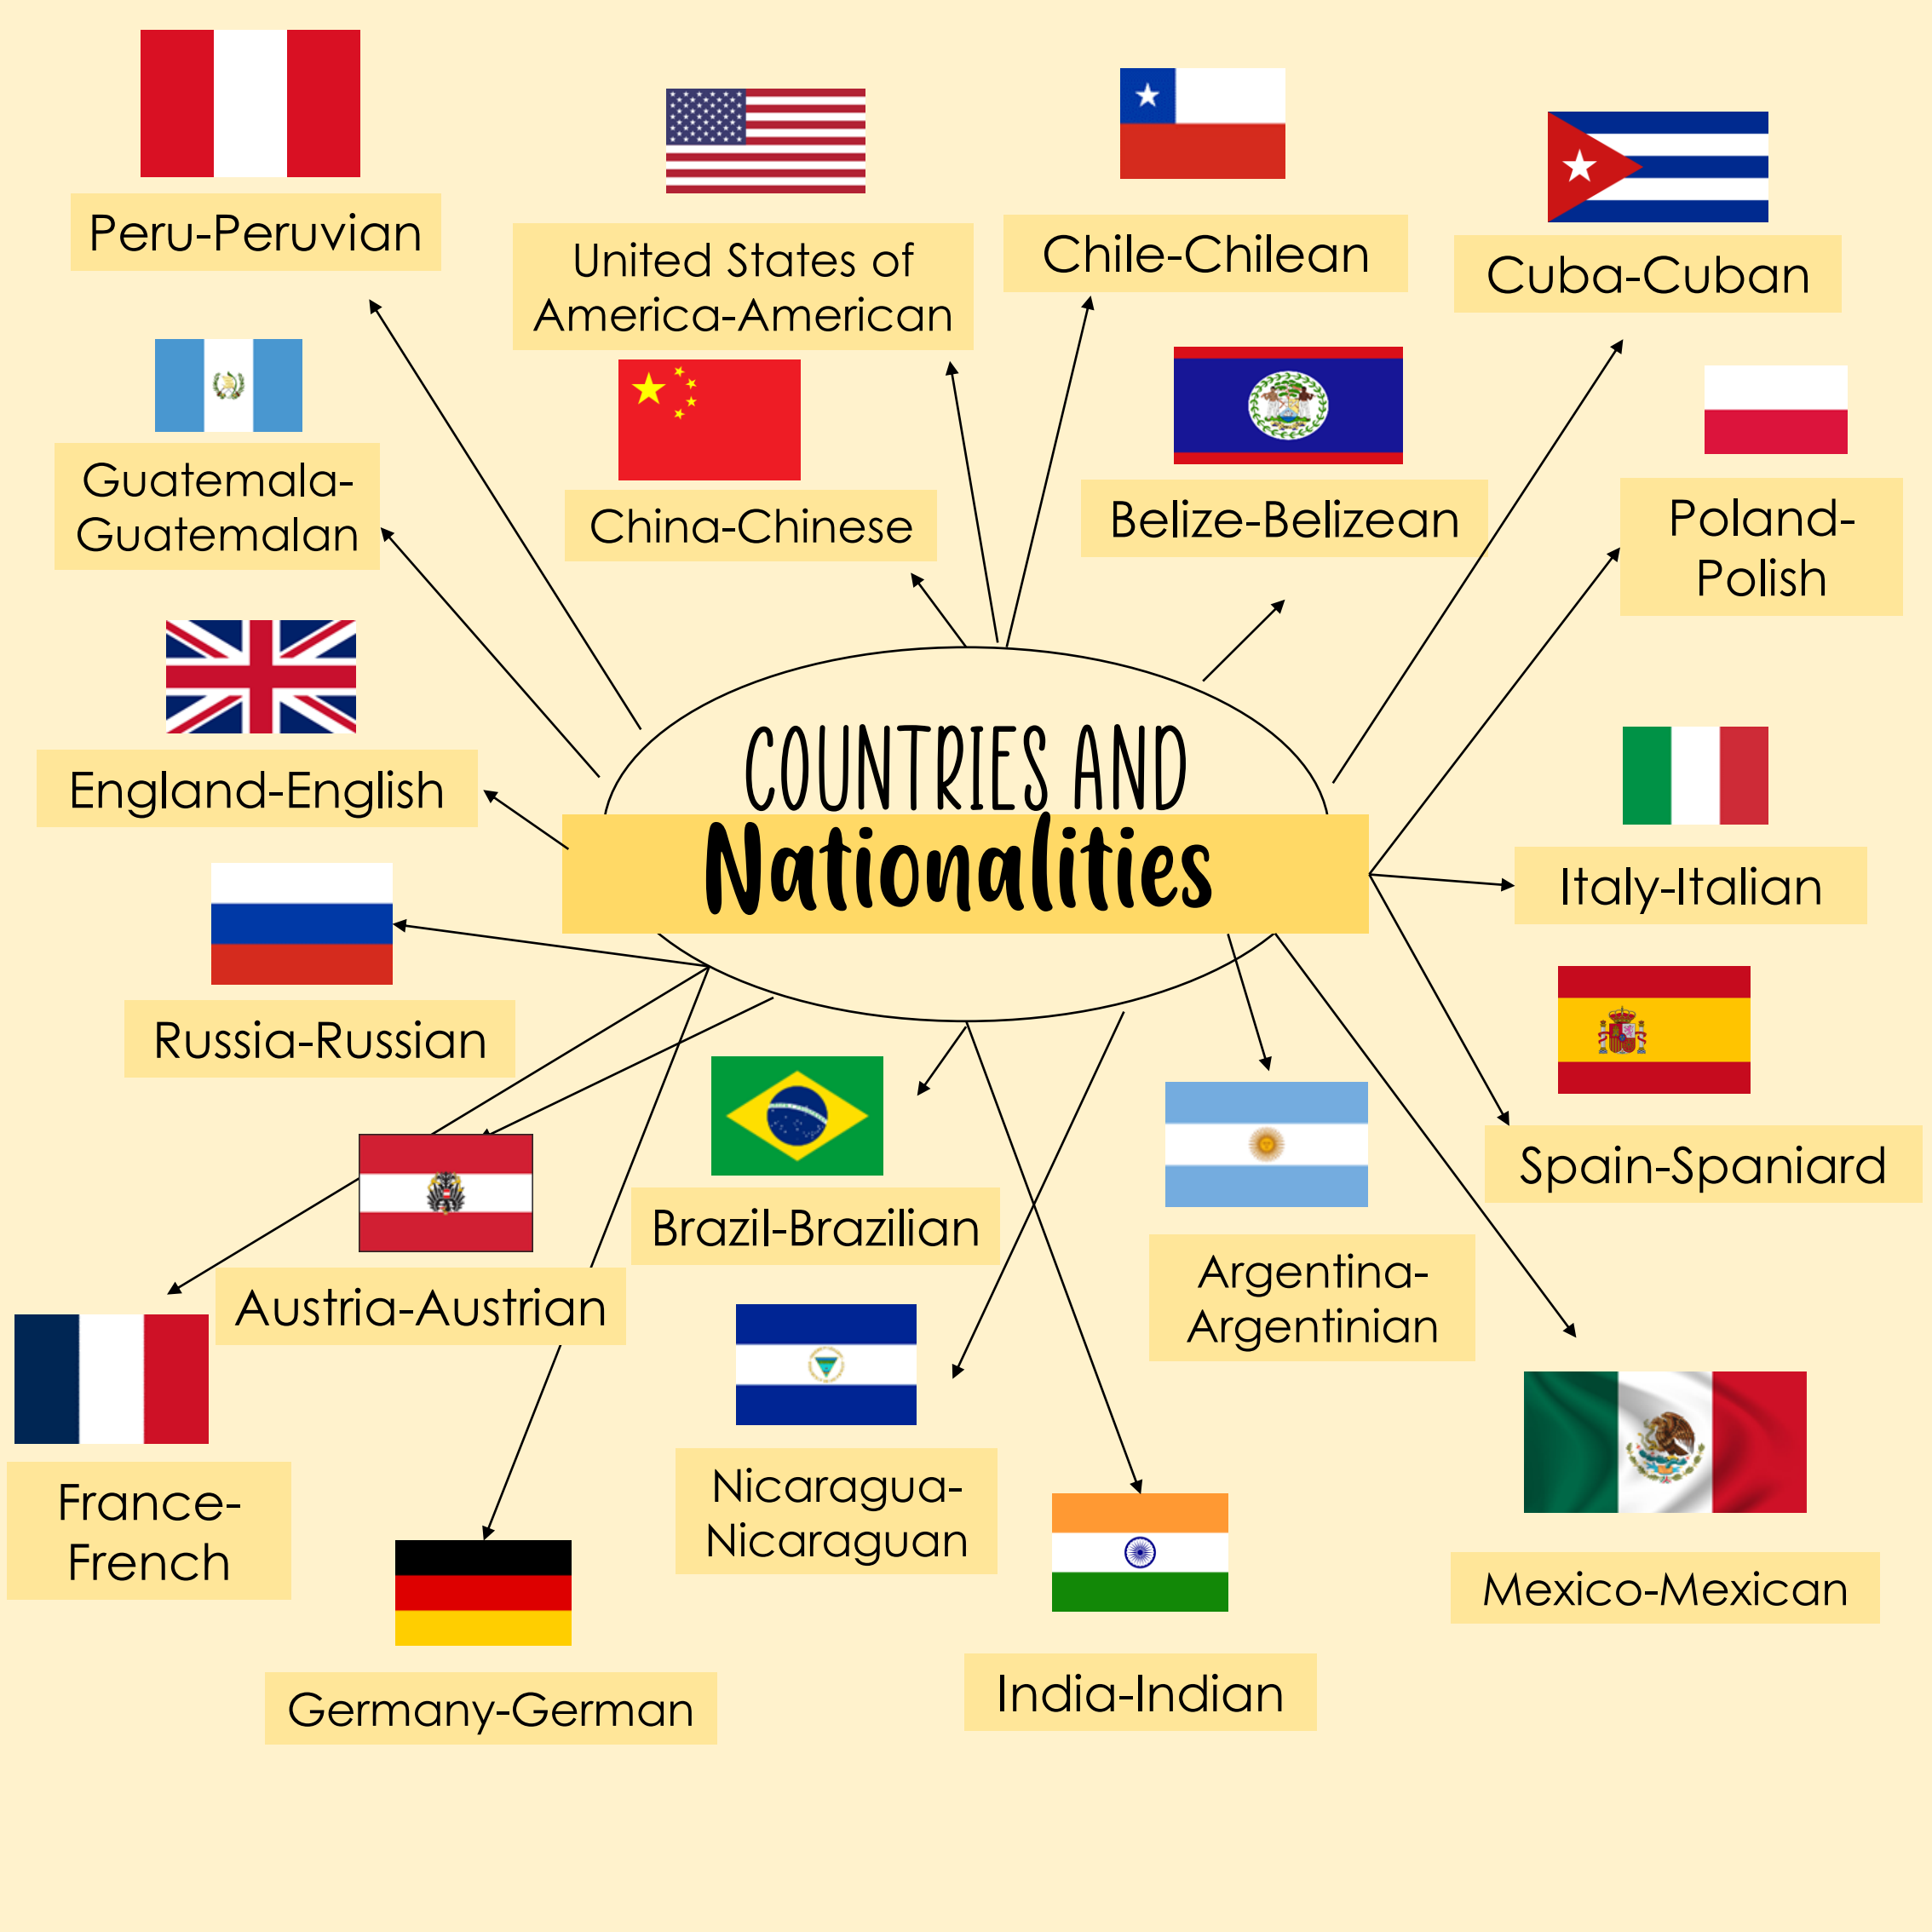 Peru-Peruvian
United States of
America-American
Chile-Chilean
Cuba-Cuban
Guatemala-
Guatemalan
China-Chinese
Belize-Belizean
Poland-
Polish
England-English
COUNTRIES AND
Nationalities
Italy-Italian
Russia-Russian
Spain-Spaniard
Austria-Austrian
Brazil-Brazilian
Argentina-
Argentinian
France-
French
Nicaragua-
Nicaraguan
Mexico-Mexican
Germany-German
India-Indian